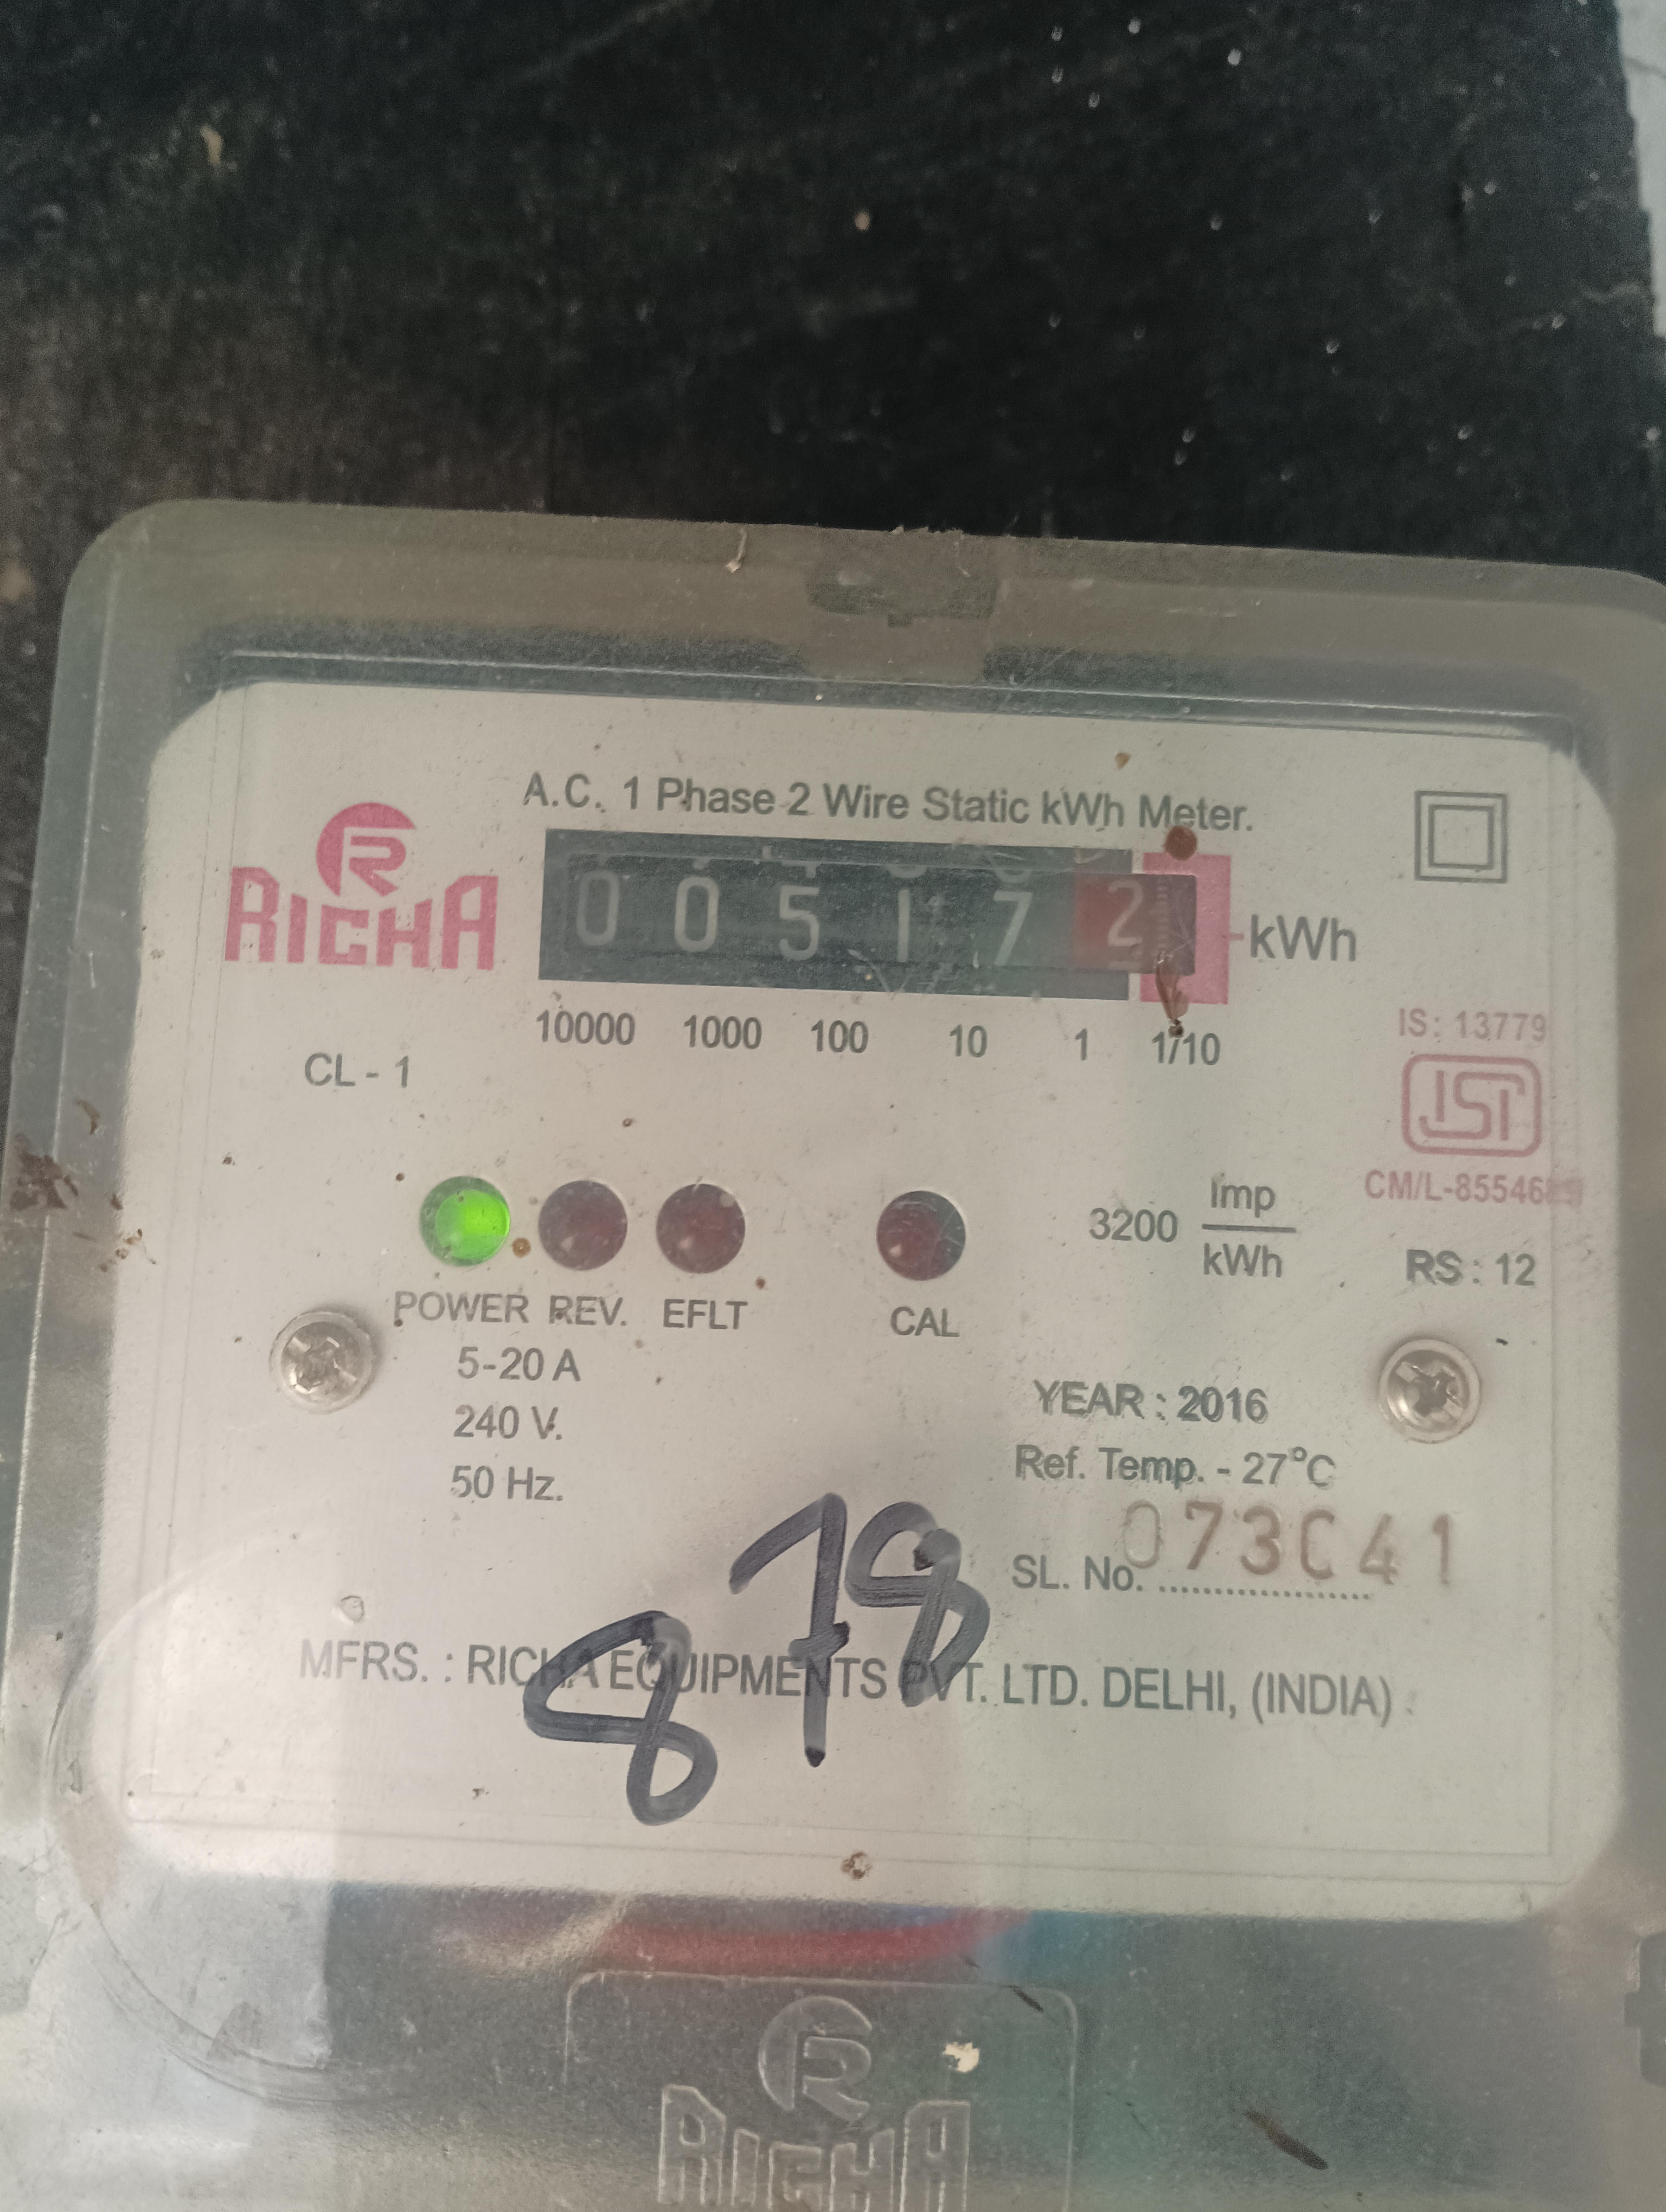 A.C. 1 Phase 2 Wire Static kWh Meter.
R
RICHA
0 0 5 1 7 2
kWh
10000 1000 100 10 1 1/10
CL - 1
IS : 13779
ISI
CM/L-85546
3200 Imp
kWh
RS : 12
POWER REV. EFLT CAL
5-20 A
240 V.
50 Hz.
YEAR : 2016
Ref. Temp. - 27°C
SL. No. 073C41
878
MFRS. : RICHA EQUIPMENTS PVT. LTD. DELHI, (INDIA)
R
RICHA